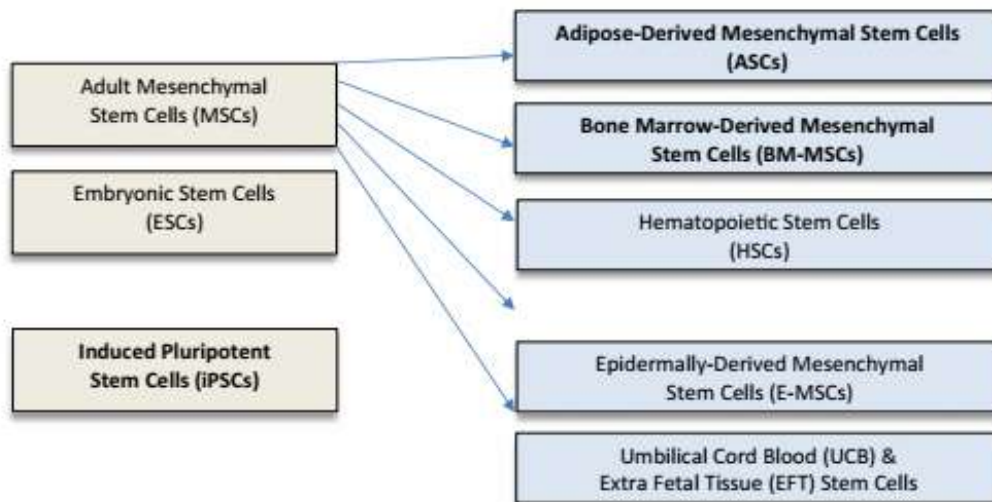 Adult Mesenchymal
Stem Cells (MSCs)
Embryonic Stem Cells
(ESCs)
Induced Pluripotent
Stem Cells (iPSCs)
Adipose-Derived Mesenchymal Stem Cells
(ASCs)
Bone Marrow-Derived Mesenchymal
Stem Cells (BM-MSCs)
Hematopoietic Stem Cells
(HSCs)
Epidermally-Derived Mesenchymal
Stem Cells (E-MSCs)
Umbilical Cord Blood (UCB) &
Extra Fetal Tissue (EFT) Stem Cells